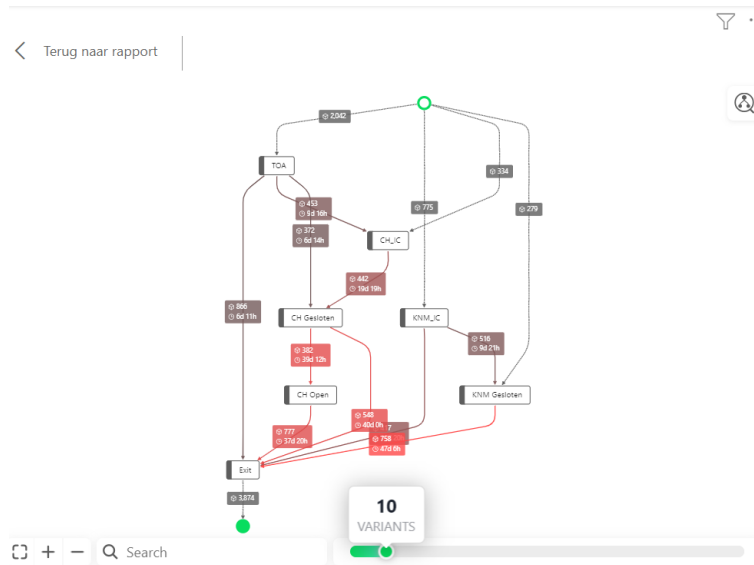 Terug naar rapport
2,042
TOA
334
453
9d 16h
775
279
372
6d 14h
CH_IC
442
19d 19h
866
6d 11h
CH Gesloten
KNM_IC
516
9d 21h
382
39d 12h
CH Open
KNM Gesloten
548
40d 0h
777
37d 20h
758
47d 6h
Exit
3,874
10
VARIANTS
Search